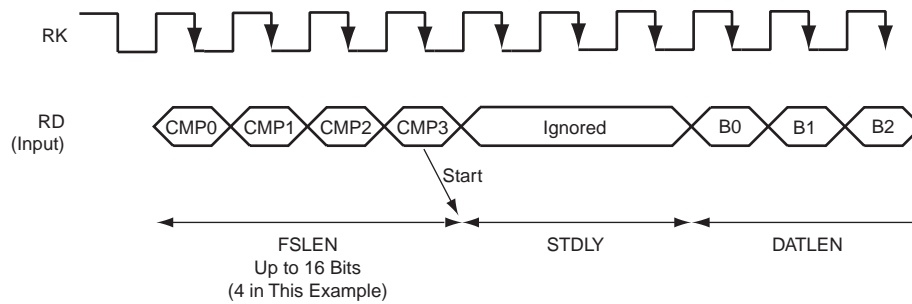 RK
RD
(Input)
CMP0 CMP1 CMP2 CMP3 Ignored B0 B1 B2
Start
FSLEN
Up to 16 Bits
(4 in This Example)
STDLY
DATLEN